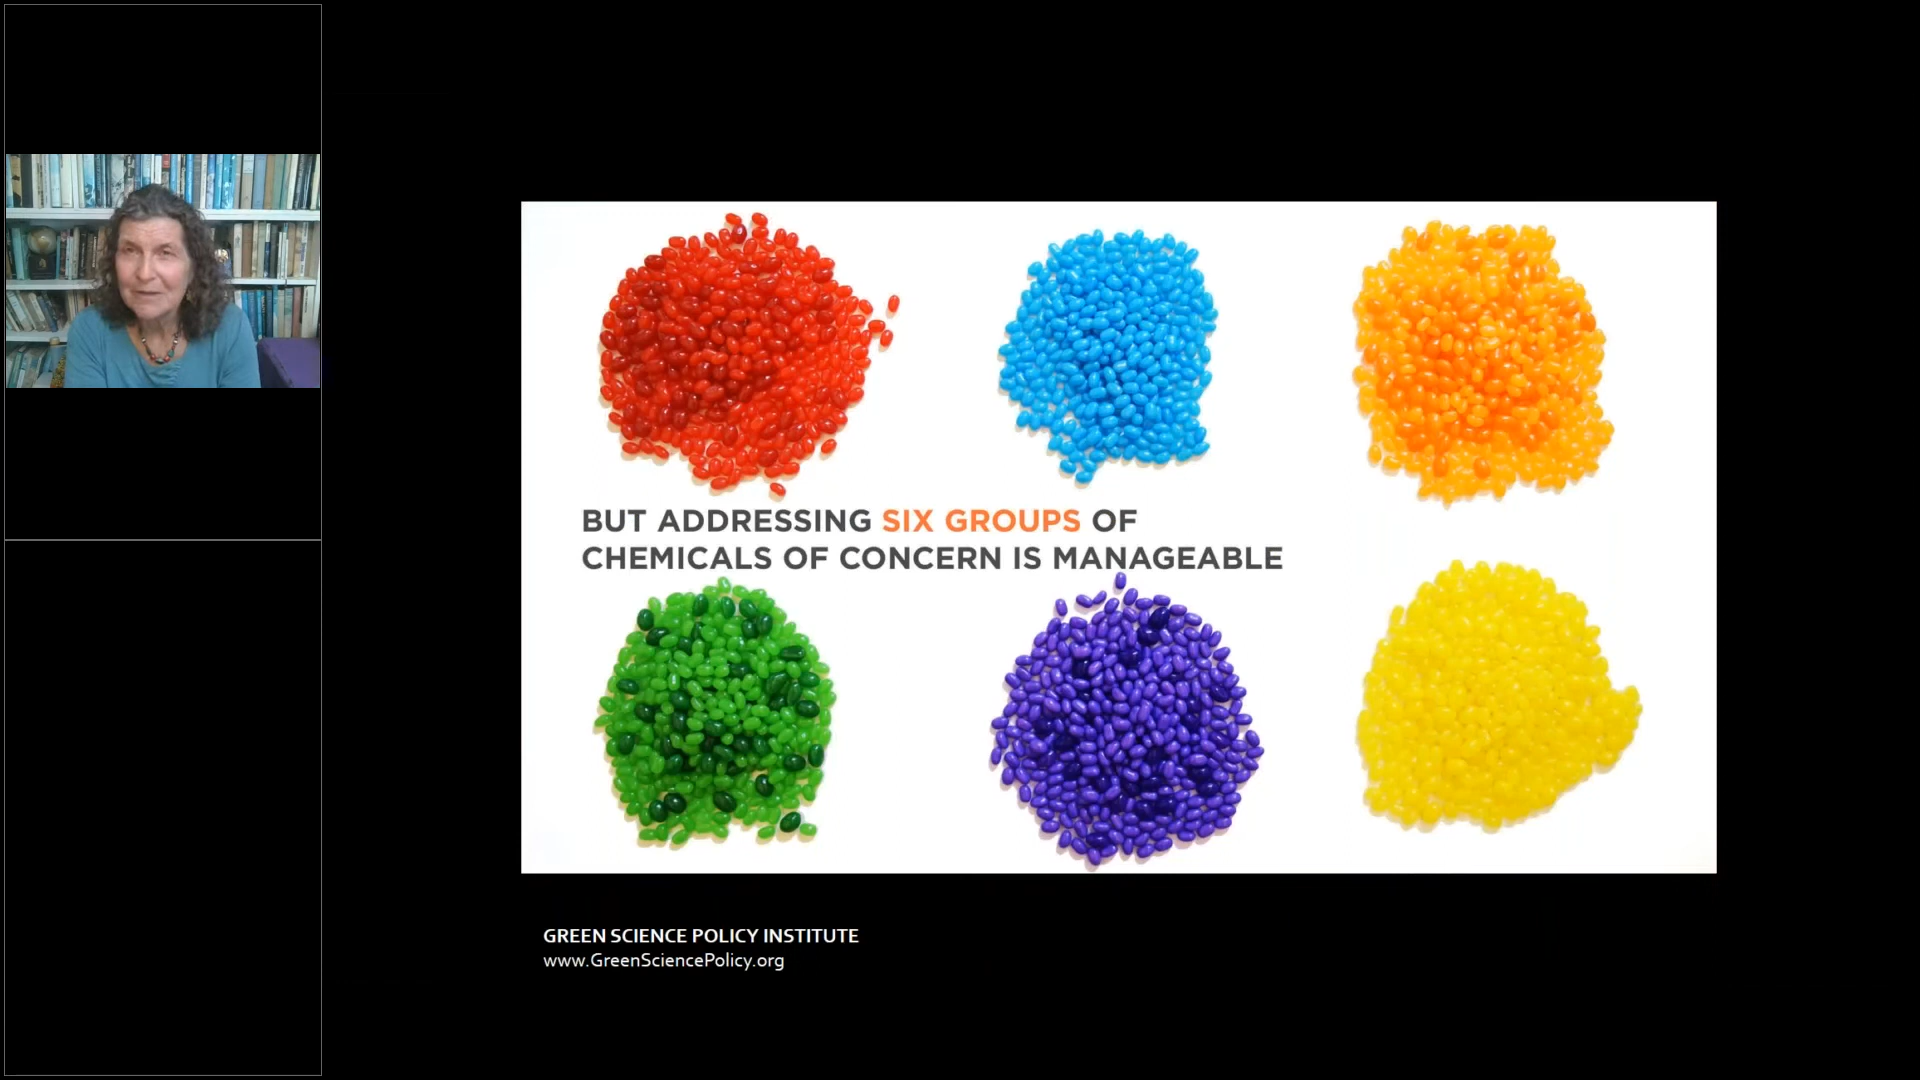 BUT ADDRESSING SIX GROUPS OF
CHEMICALS OF CONCERN IS MANAGEABLE
GREEN SCIENCE POLICY INSTITUTE
www.GreenSciencePolicy.org